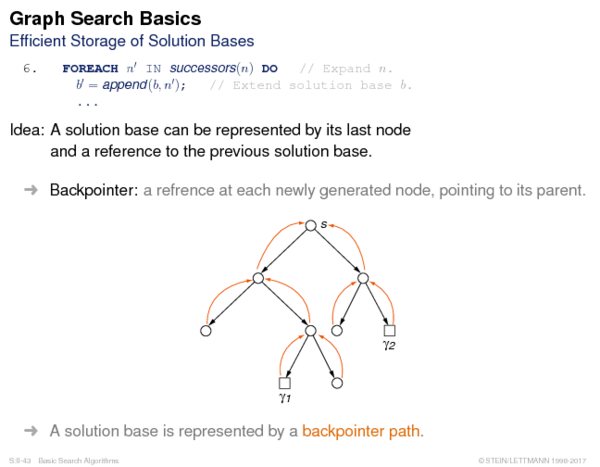 Graph Search Basics
Efficient Storage of Solution Bases
6. FOREACH n′ IN successors(n) DO // Expand n.
b′ = append(b, n′); // Extend solution base b.
...
Idea: A solution base can be represented by its last node
and a reference to the previous solution base.
➔ Backpointer: a refrence at each newly generated node, pointing to its parent.
s
γ2
γ1
➔ A solution base is represented by a backpointer path.
S:II-43 Basic Search Algorithms © STEIN/LETTMANN 1998-2017